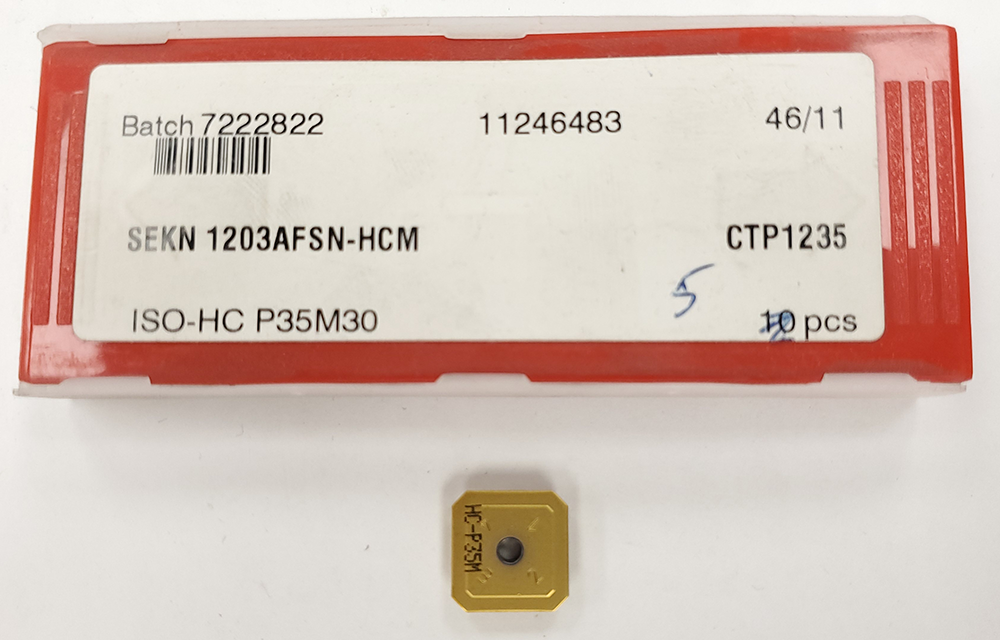 Batch 7222822 11246483 46/11
SEKN 1203AFSN-HCM CTP1235
5
ISO-HC P35M30 10 pcs
HC-P35M